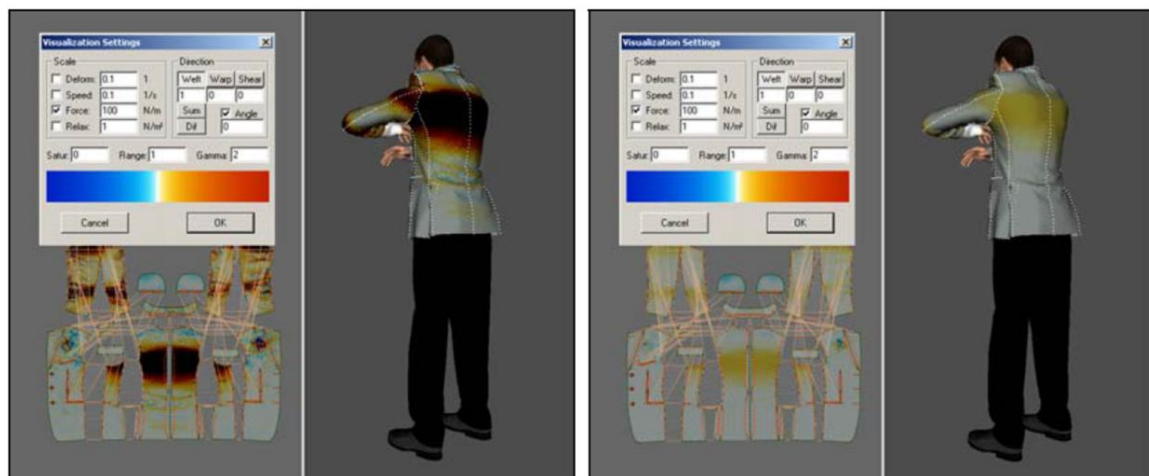 Visualization Settings
Scale
Deform: 0.1 1
Speed: 0.1 1/s
Force: 100 N/m
Relax: 1 N/m²
Direction
Weft Warp Shear
1 0 0
Sum Angle
Dif 0
Satur: 0 Range: 1 Gamma: 2
Cancel OK
Visualization Settings
Scale
Deform: 0.1 1
Speed: 0.1 1/s
Force: 100 N/m
Relax: 1 N/m²
Direction
Weft Warp Shear
1 0 0
Sum Angle
Dif 0
Satur: 0 Range: 1 Gamma: 2
Cancel OK